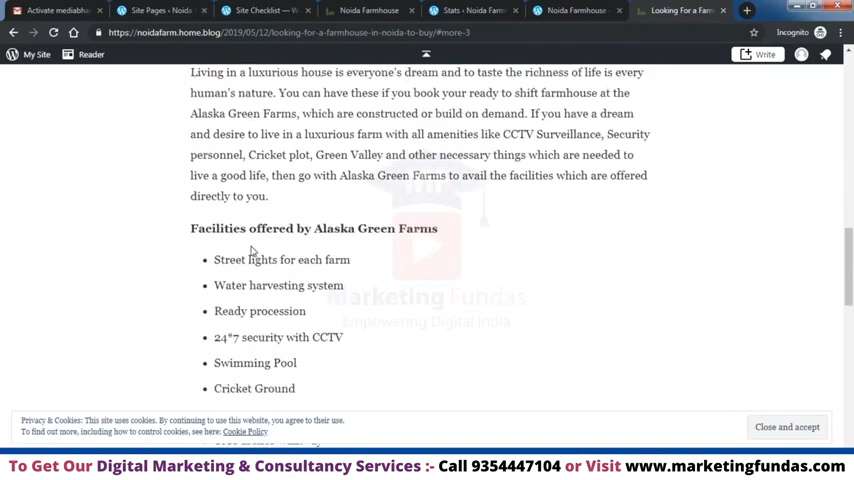 Activate mediabha
Site Pages ‹ Noida
Site Checklist — W
Noida Farmhouse
Stats ‹ Noida Farm
Noida Farmhouse
Looking For a Farm
https://noidafarm.home.blog/2019/05/12/looking-for-a-farmhouse-in-noida-to-buy/#more-3
Incognito
My Site
Reader
Write
Living in a luxurious house is everyone's dream and to taste the richness of life is every
human's nature. You can have these if you book your ready to shift farmhouse at the
Alaska Green Farms, which are constructed or build on demand. If you have a dream
and desire to live in a luxurious farm with all amenities like CCTV Surveillance, Security
personnel, Cricket plot, Green Valley and other necessary things which are needed to
live a good life, then go with Alaska Green Farms to avail the facilities which are offered
directly to you.
Facilities offered by Alaska Green Farms
Street lights for each farm
Water harvesting system
Ready procession
24*7 security with CCTV
Swimming Pool
Cricket Ground
Marketing Fundas
Empowering Digital India
Privacy & Cookies: This site uses cookies. By continuing to use this website, you agree to their use.
To find out more, including how to control cookies, see here: Cookie Policy
Close and accept
To Get Our Digital Marketing & Consultancy Services :- Call 9354447104 or Visit www.marketingfundas.com